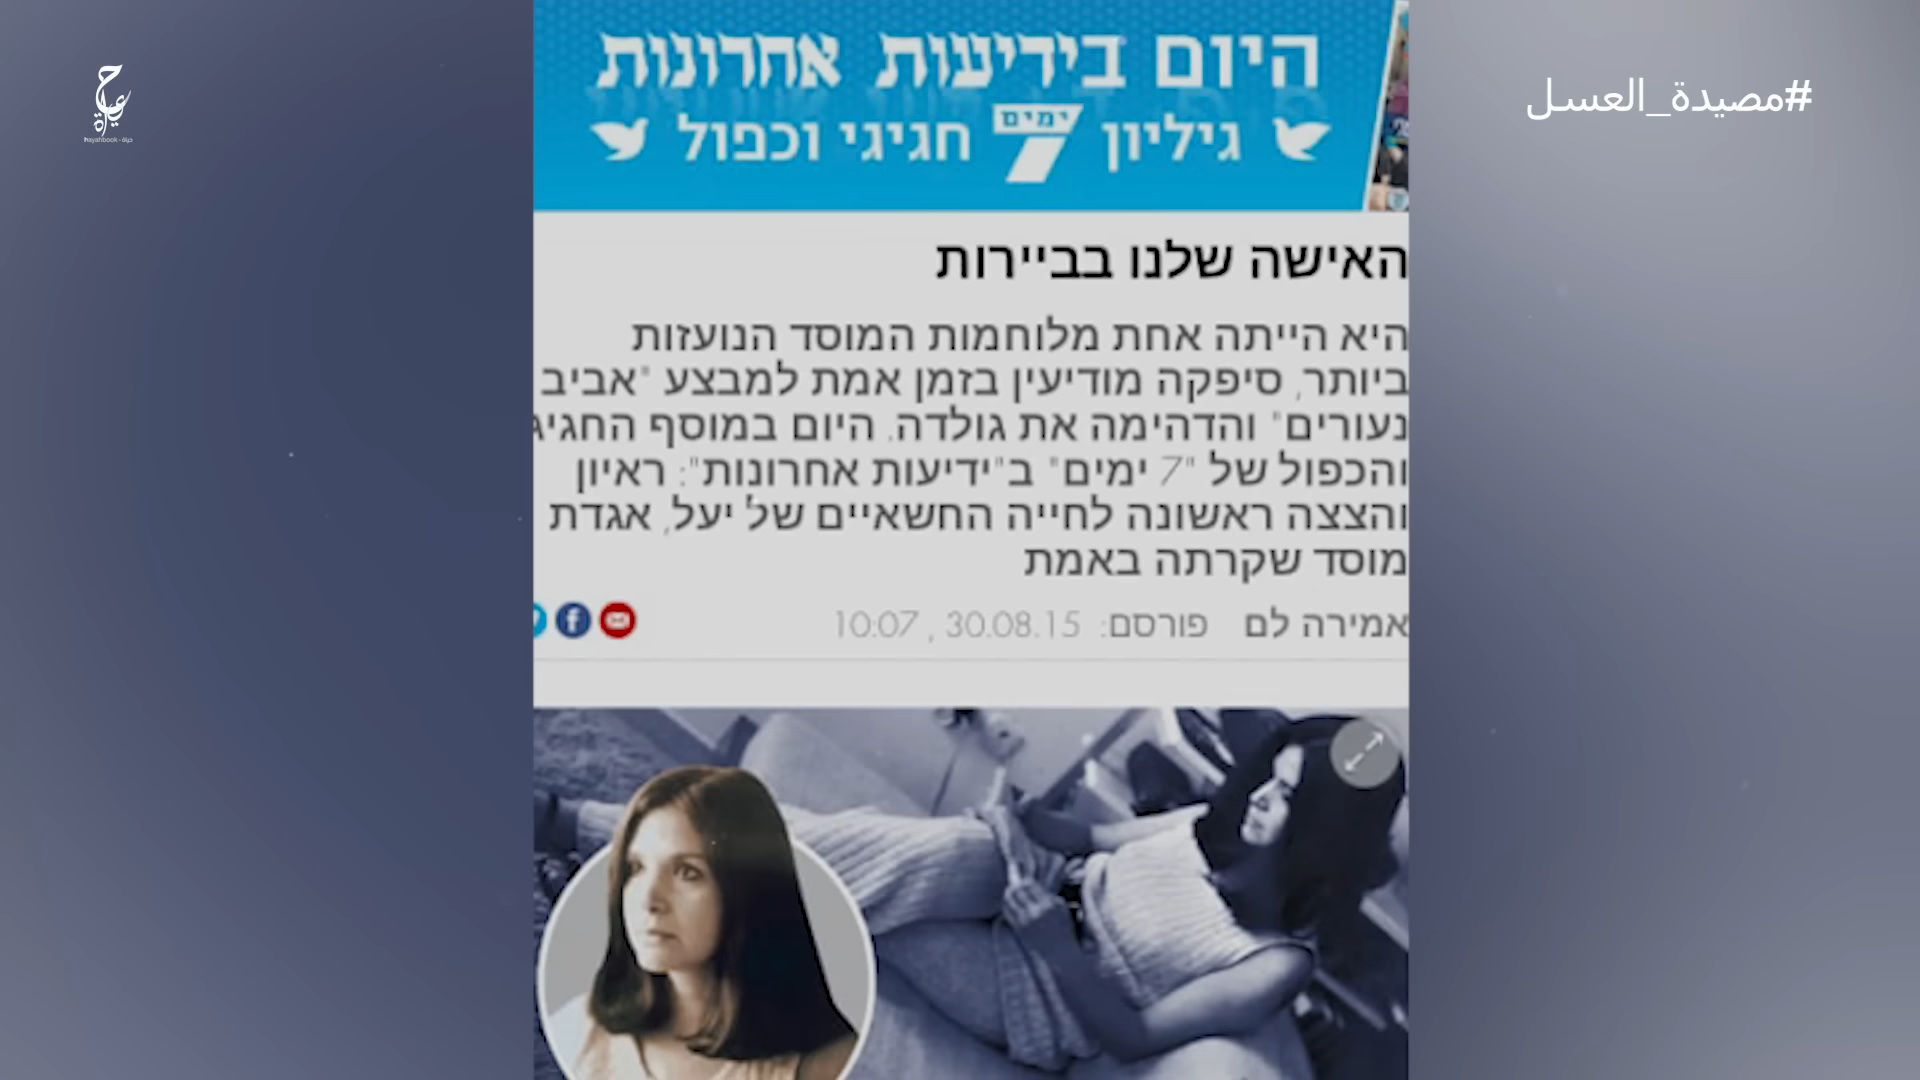 היום בידיעות אחרונות
גיליון 7 ימים חגיגי וכפול
#مصيدة_العسل
حياة
hayahbook - حياة
האישה שלנו בביירות
היא הייתה אחת מלוחמות המוסד הנועזות
ביותר, סיפקה מודיעין בזמן אמת למבצע "אביב
נעורים" והדהימה את גולדה. היום במוסף החגיגי
והכפול של "7 ימים" ב"ידיעות אחרונות": ראיון
והצצה ראשונה לחייה החשאיים של יעל, אגדת
מוסד שקרתה באמת
אמירה לם פורסם: 30.08.15 , 10:07